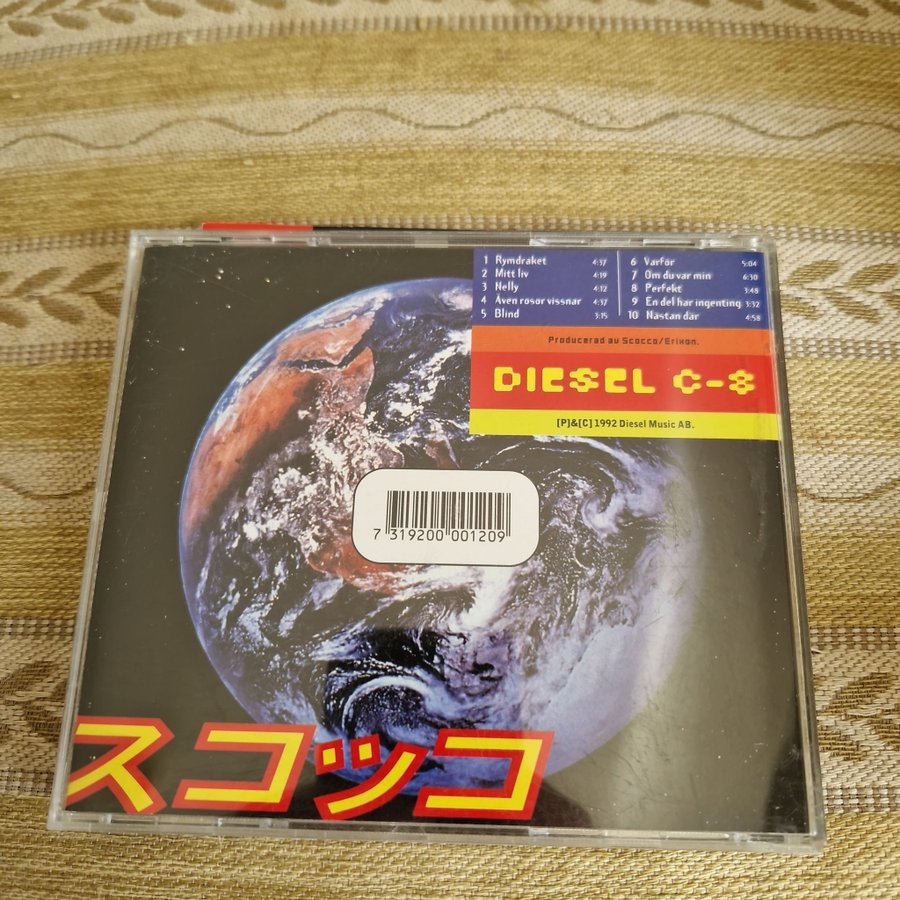 1 Rymdraket 4:37
2 Mitt liv 4:19
3 Nelly 4:12
4 Även rosor vissnar 4:37
5 Blind 3:15
6 Varför 5:04
7 Om du var min 6:30
8 Perfekt 3:48
9 En del har ingenting 3:32
10 Nästan där 4:58
Producerad av Scocco/Erixon.
DIESEL C-8
[P]&[C] 1992 Diesel Music AB.
7 319200 001209
スコッコ